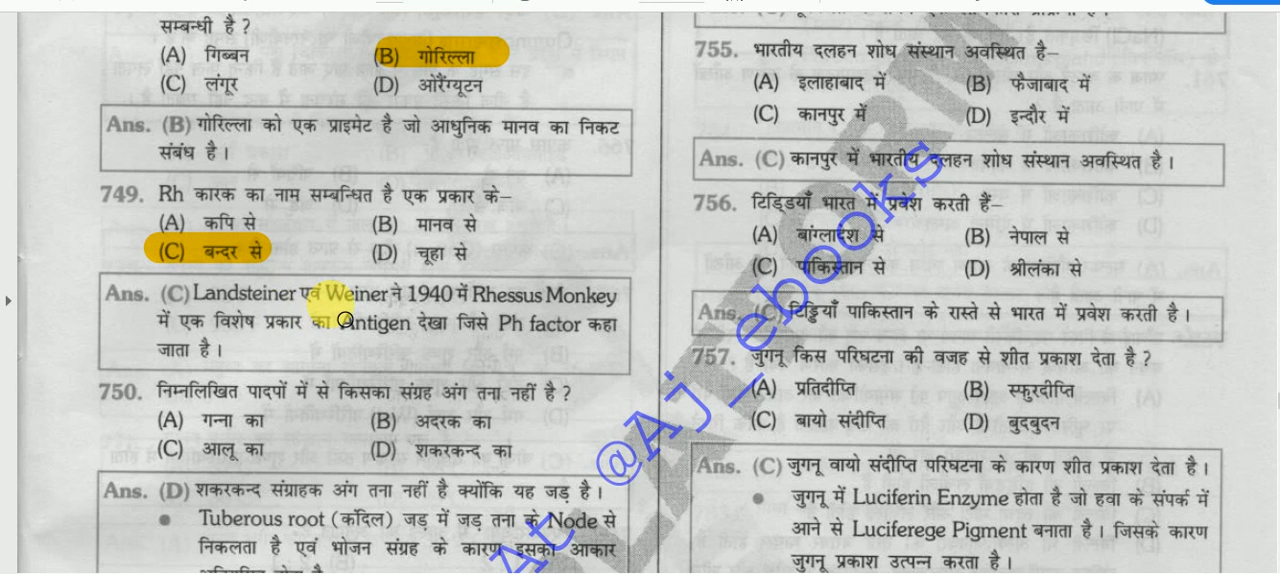 सम्बन्धी है ?
(A) गिब्बन (B) गोरिल्ला
(C) लंगूर (D) ओरैंग्यूटन
Ans. (B) गोरिल्ला को एक प्राइमेट है जो आधुनिक मानव का निकट
संबंध है ।
749. Rh कारक का नाम सम्बन्धित है एक प्रकार के–
(A) कपि से (B) मानव से
(C) बन्दर से (D) चूहा से
Ans. (C) Landsteiner एवं Weiner ने 1940 में Rhessus Monkey
में एक विशेष प्रकार का Antigen देखा जिसे Ph factor कहा
जाता है ।
750. निम्नलिखित पादपों में से किसका संग्रह अंग तना नहीं है ?
(A) गन्ना का (B) अदरक का
(C) आलू का (D) शकरकन्द का
Ans. (D) शकरकन्द संग्राहक अंग तना नहीं है क्योंकि यह जड़ है ।
● Tuberous root (कंदिल) जड़ में जड़ तना के Node से
निकलता है एवं भोजन संग्रह के कारण इसका आकार
755. भारतीय दलहन शोध संस्थान अवस्थित है–
(A) इलाहाबाद में (B) फैजाबाद में
(C) कानपुर में (D) इन्दौर में
Ans. (C) कानपुर में भारतीय दलहन शोध संस्थान अवस्थित है ।
756. टिड्डियाँ भारत में प्रवेश करती हैं–
(A) बांग्लादेश से (B) नेपाल से
(C) पाकिस्तान से (D) श्रीलंका से
Ans. (C) टिड्डियाँ पाकिस्तान के रास्ते से भारत में प्रवेश करती है ।
757. जुगनू किस परिघटना की वजह से शीत प्रकाश देता है ?
(A) प्रतिदीप्ति (B) स्फुरदीप्ति
(C) बायो संदीप्ति (D) बुदबुदन
Ans. (C) जुगनू वायो संदीप्ति परिघटना के कारण शीत प्रकाश देता है ।
● जुगनू में Luciferin Enzyme होता है जो हवा के संपर्क में
आने से Luciferege Pigment बनाता है । जिसके कारण
जुगनू प्रकाश उत्पन्न करता है ।
At @Aj_ebooks